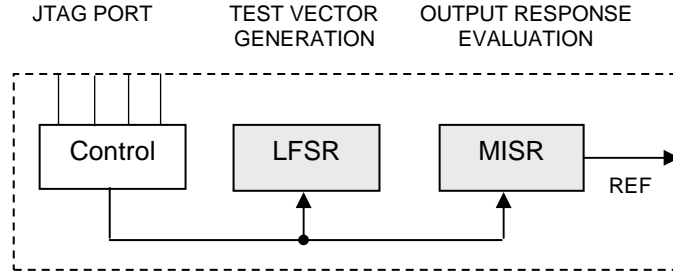 JTAG PORT
TEST VECTOR
GENERATION
OUTPUT RESPONSE
EVALUATION
Control
LFSR
MISR
REF